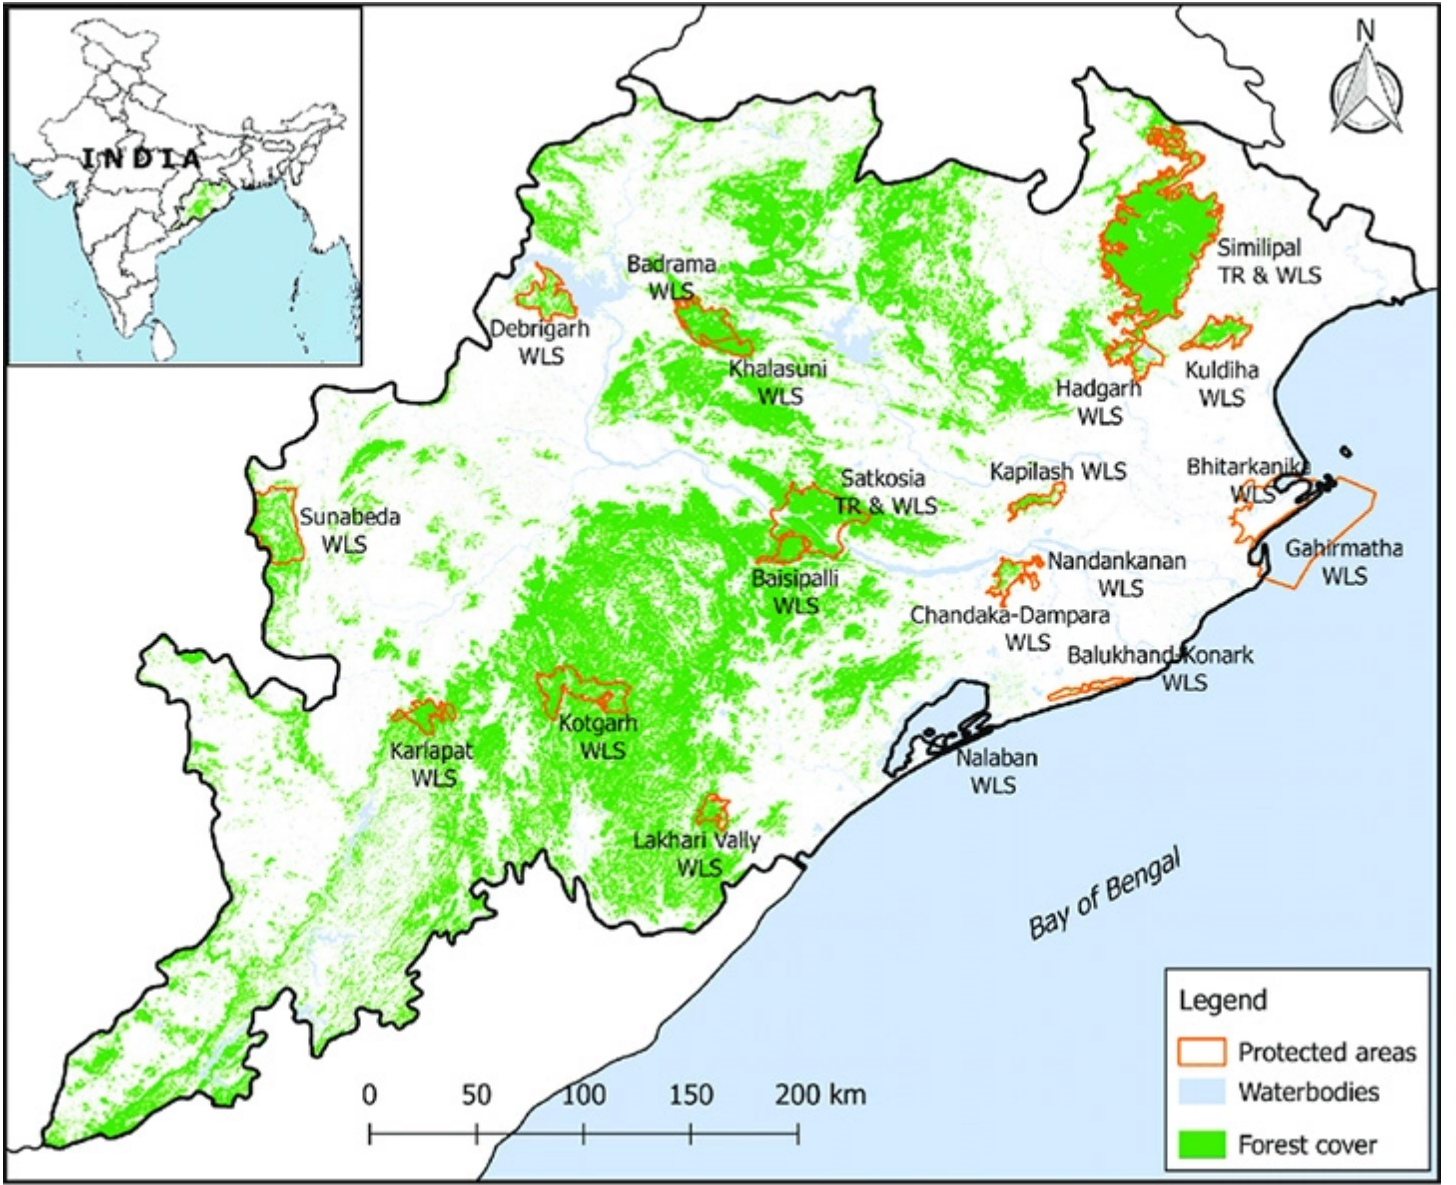 INDIA
N
Similipal
TR & WLS
Badrama
WLS
Debrigarh
WLS
Khalasuni
WLS
Hadgarh
WLS
Kuldiha
WLS
Satkosia
TR & WLS
Kapilash WLS
Bhitarkanika
WLS
Sunabeda
WLS
Gahirmatha
WLS
Baisipalli
WLS
Nandankanan
WLS
Chandaka-Dampara
WLS
Balukhand-Konark
WLS
Kotgarh
WLS
Karlapat
WLS
Nalaban
WLS
Lakhari Vally
WLS
Bay of Bengal
Legend
Protected areas
Waterbodies
Forest cover
0 50 100 150 200 km